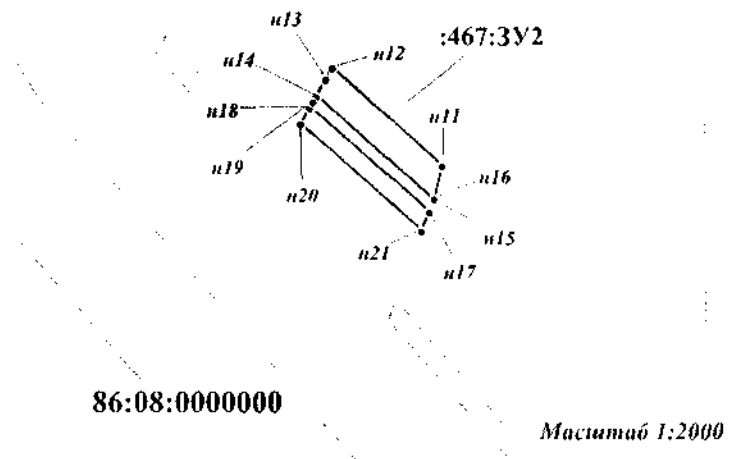 н13
:467:ЗУ2
н12
н14
н18
н11
н19
н16
н20
н15
н21
н17
86:08:0000000
Масштаб 1:2000